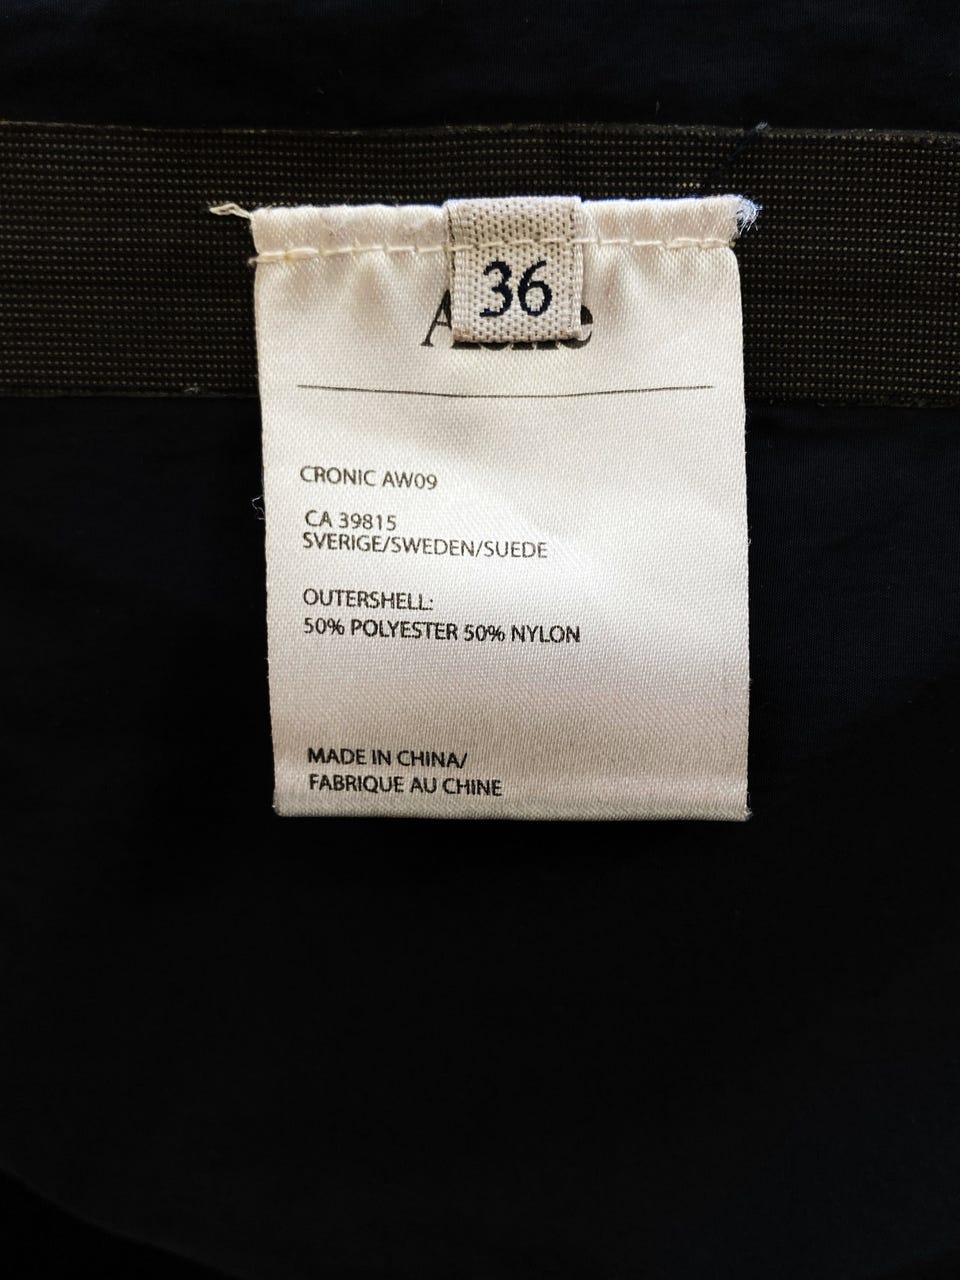 36
CRONIC AW09
CA 39815
SVERIGE/SWEDEN/SUEDE
OUTERSHELL:
50% POLYESTER 50% NYLON
MADE IN CHINA/
FABRIQUE AU CHINE